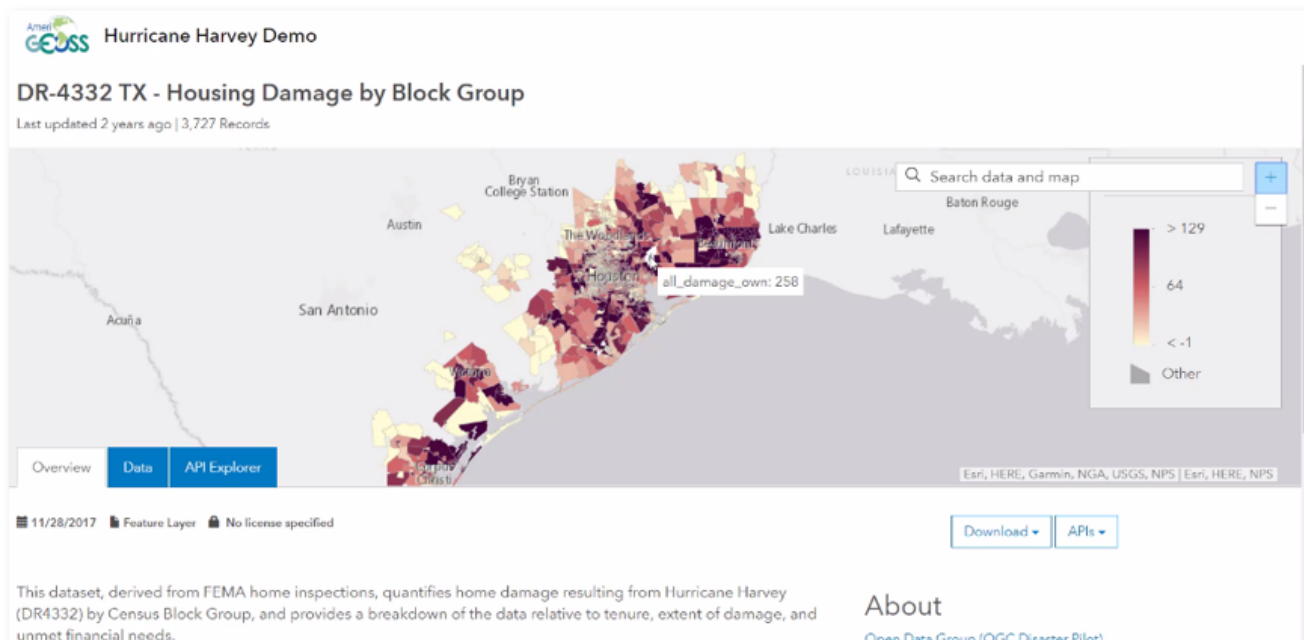 Ameri
GEOSS
Hurricane Harvey Demo
DR-4332 TX - Housing Damage by Block Group
Last updated 2 years ago | 3,727 Records
Bryan
College Station
Austin
The Woodlands
Houston
Beaumont
Lake Charles
Lafayette
LOUISIA
Baton Rouge
Search data and map
+
−
all_damage_own: 258
San Antonio
Acuña
Victoria
Corpus
Christi
> 129
64
< -1
Other
Overview
Data
API Explorer
Esri, HERE, Garmin, NGA, USGS, NPS | Esri, HERE, NPS
11/28/2017 Feature Layer No license specified
Download
APIs
This dataset, derived from FEMA home inspections, quantifies home damage resulting from Hurricane Harvey
(DR4332) by Census Block Group, and provides a breakdown of the data relative to tenure, extent of damage, and
unmet financial needs.
About
Open Data Group (OGC Disaster Pilot)